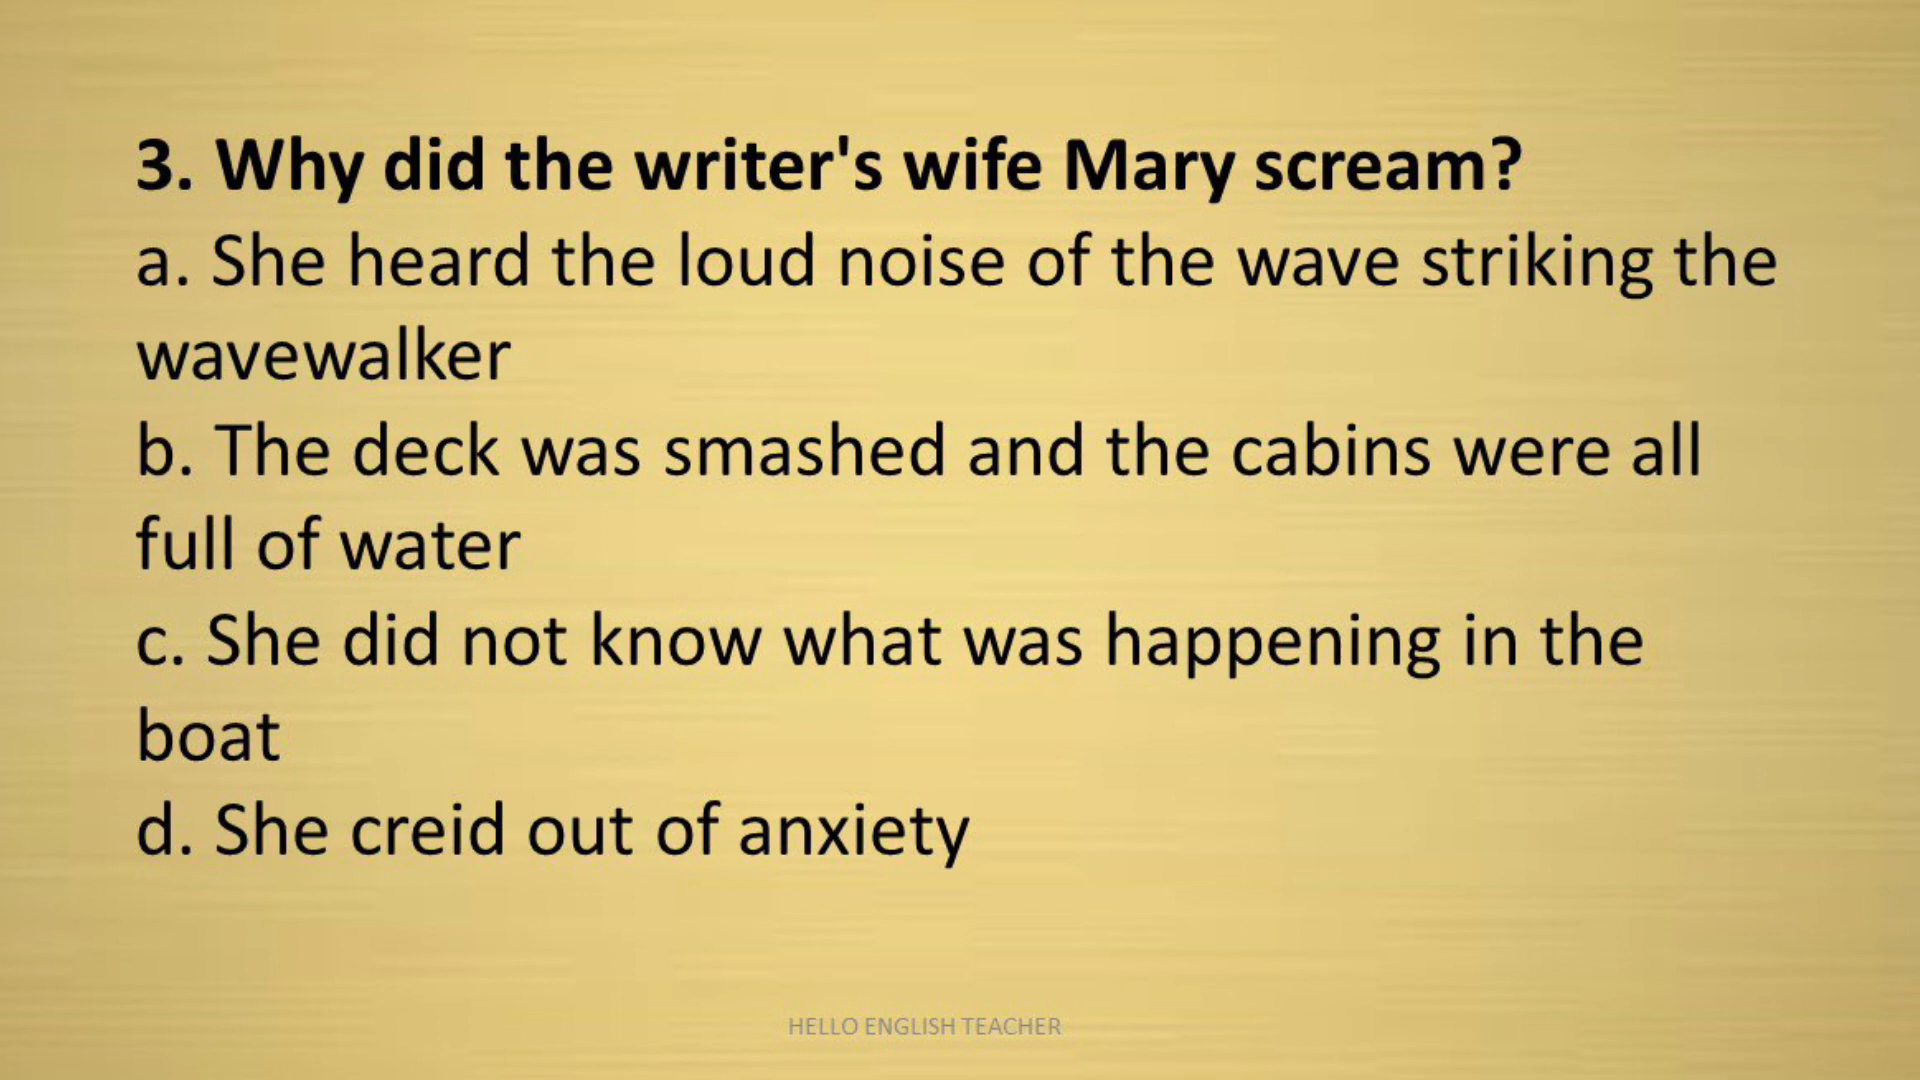 3. Why did the writer's wife Mary scream?
a. She heard the loud noise of the wave striking the
wavewalker
b. The deck was smashed and the cabins were all
full of water
c. She did not know what was happening in the
boat
d. She creid out of anxiety
HELLO ENGLISH TEACHER